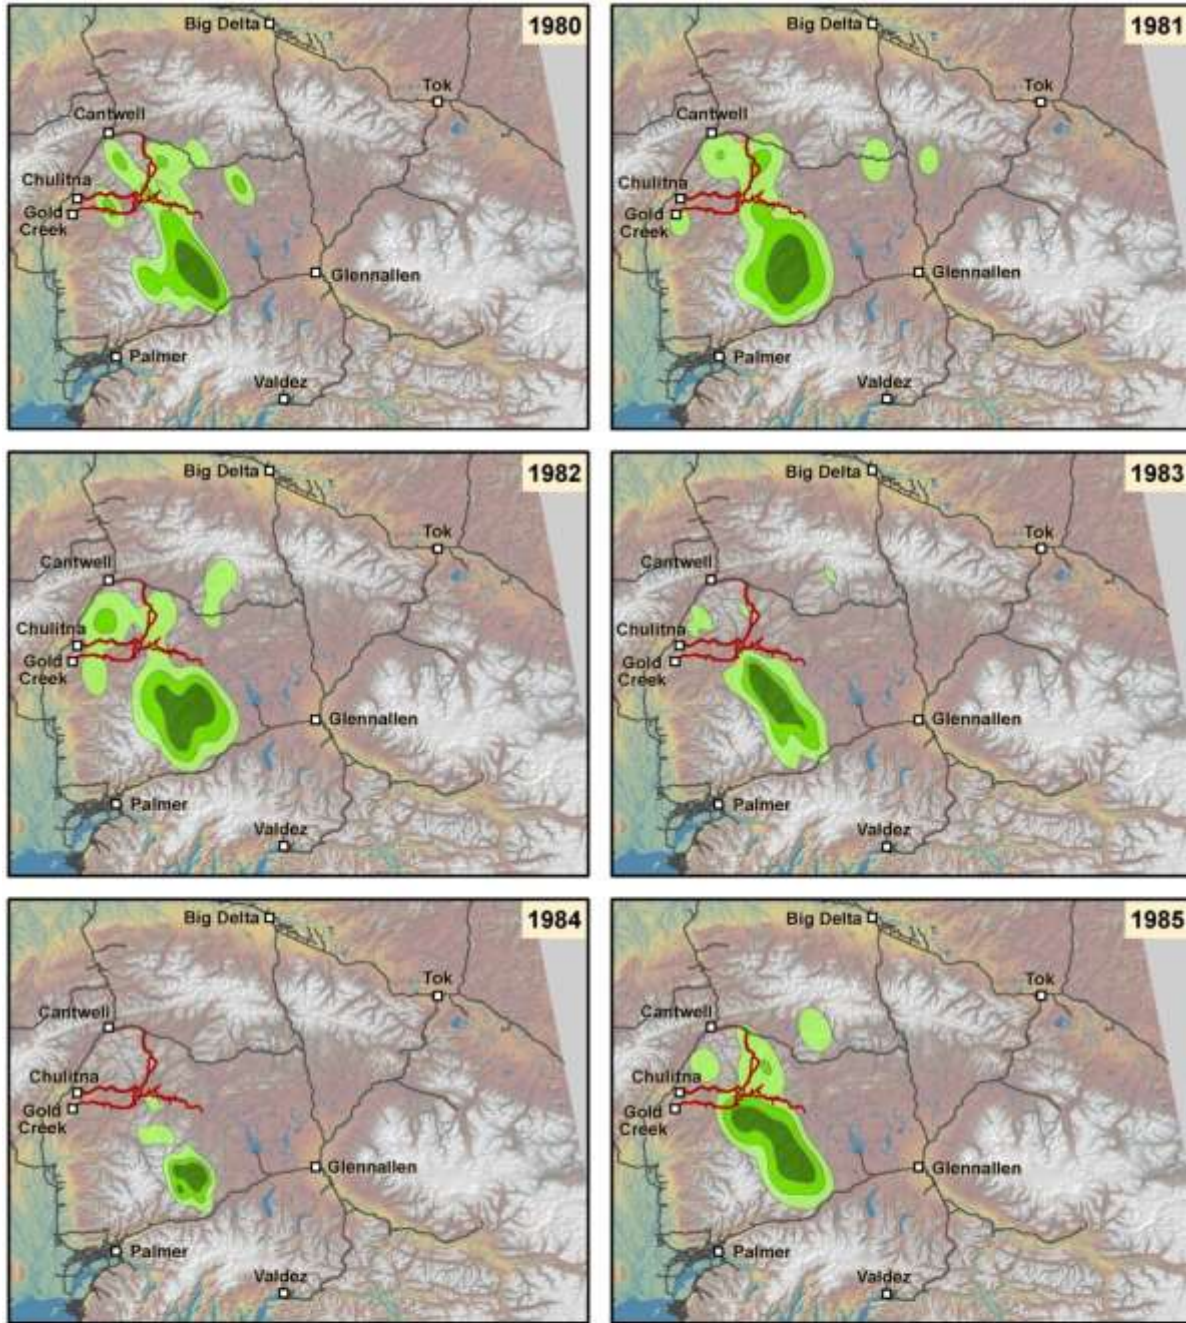 Big Delta
1980
Tok
Cantwell
Chulitna
Gold
Creek
Glennallen
Palmer
Valdez
Big Delta
1981
Tok
Cantwell
Chulitna
Gold
Creek
Glennallen
Palmer
Valdez
Big Delta
1982
Tok
Cantwell
Chulitna
Gold
Creek
Glennallen
Palmer
Valdez
Big Delta
1983
Tok
Cantwell
Chulitna
Gold
Creek
Glennallen
Palmer
Valdez
Big Delta
1984
Tok
Cantwell
Chulitna
Gold
Creek
Glennallen
Palmer
Valdez
Big Delta
1985
Tok
Cantwell
Chulitna
Gold
Creek
Glennallen
Palmer
Valdez